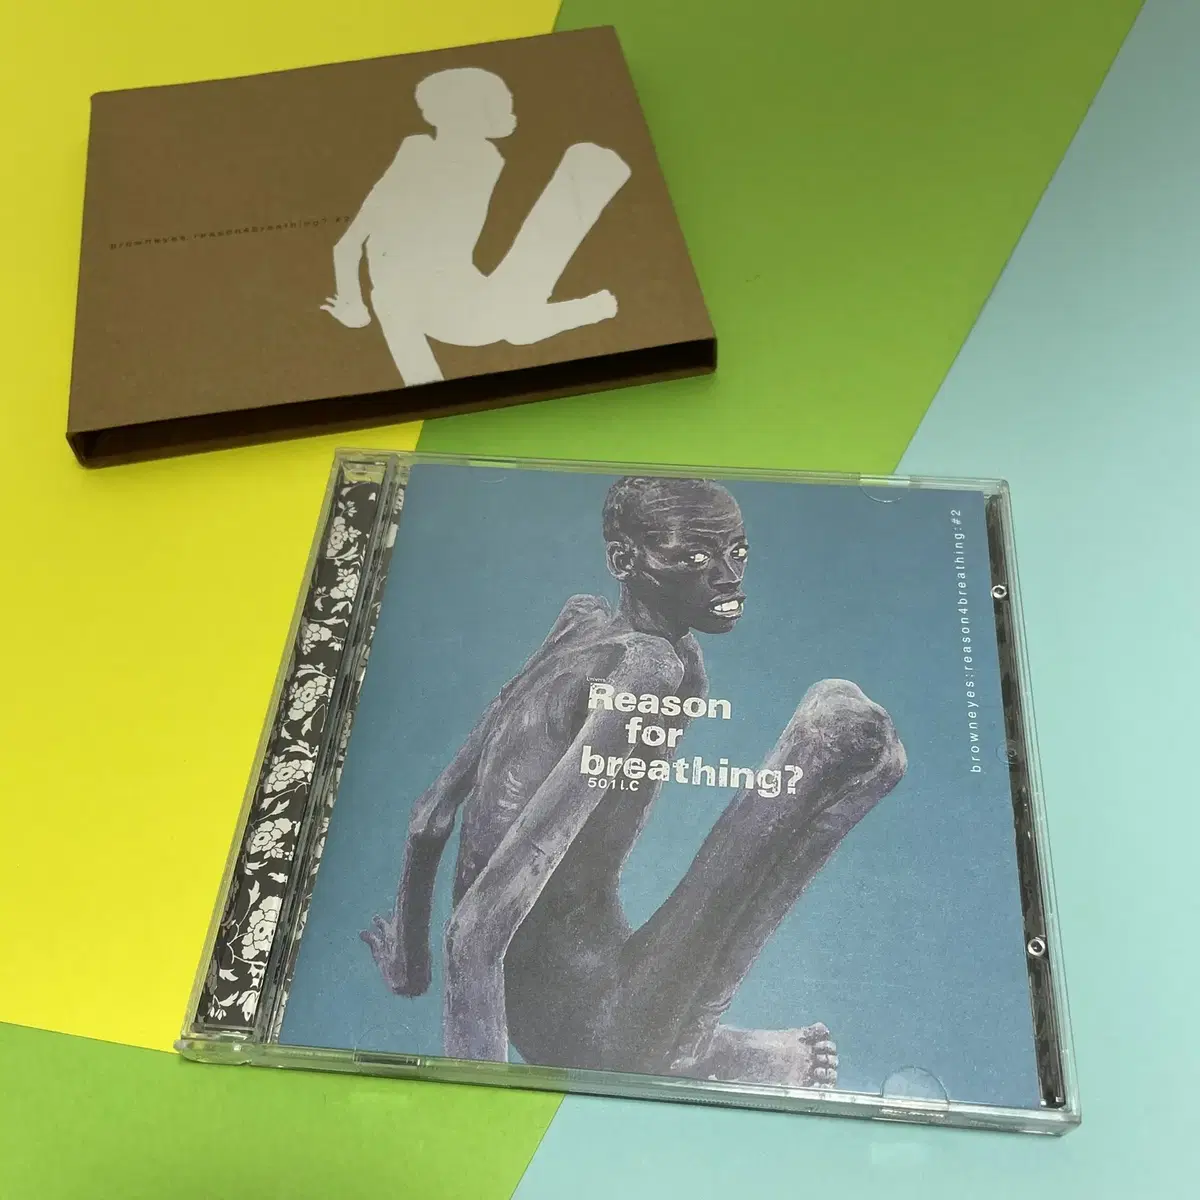 browneyes:reason4breathing? #2
Reason
for
breathing?
501 l.C
browneyes:reason4breathing:#2